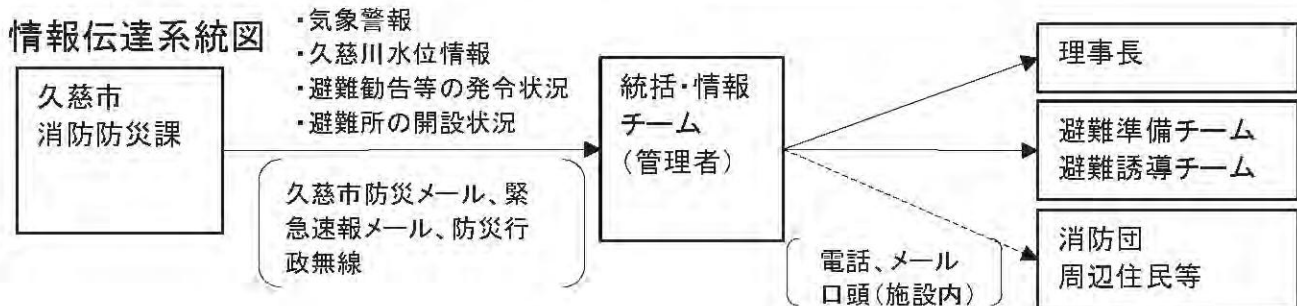 情報伝達系統図
久慈市
消防防災課
・気象警報
・久慈川水位情報
・避難勧告等の発令状況
・避難所の開設状況
久慈市防災メール、緊
急速報メール、防災行
政無線
統括・情報
チーム
（管理者）
電話、メール
口頭（施設内）
理事長
避難準備チーム
避難誘導チーム
消防団
周辺住民等